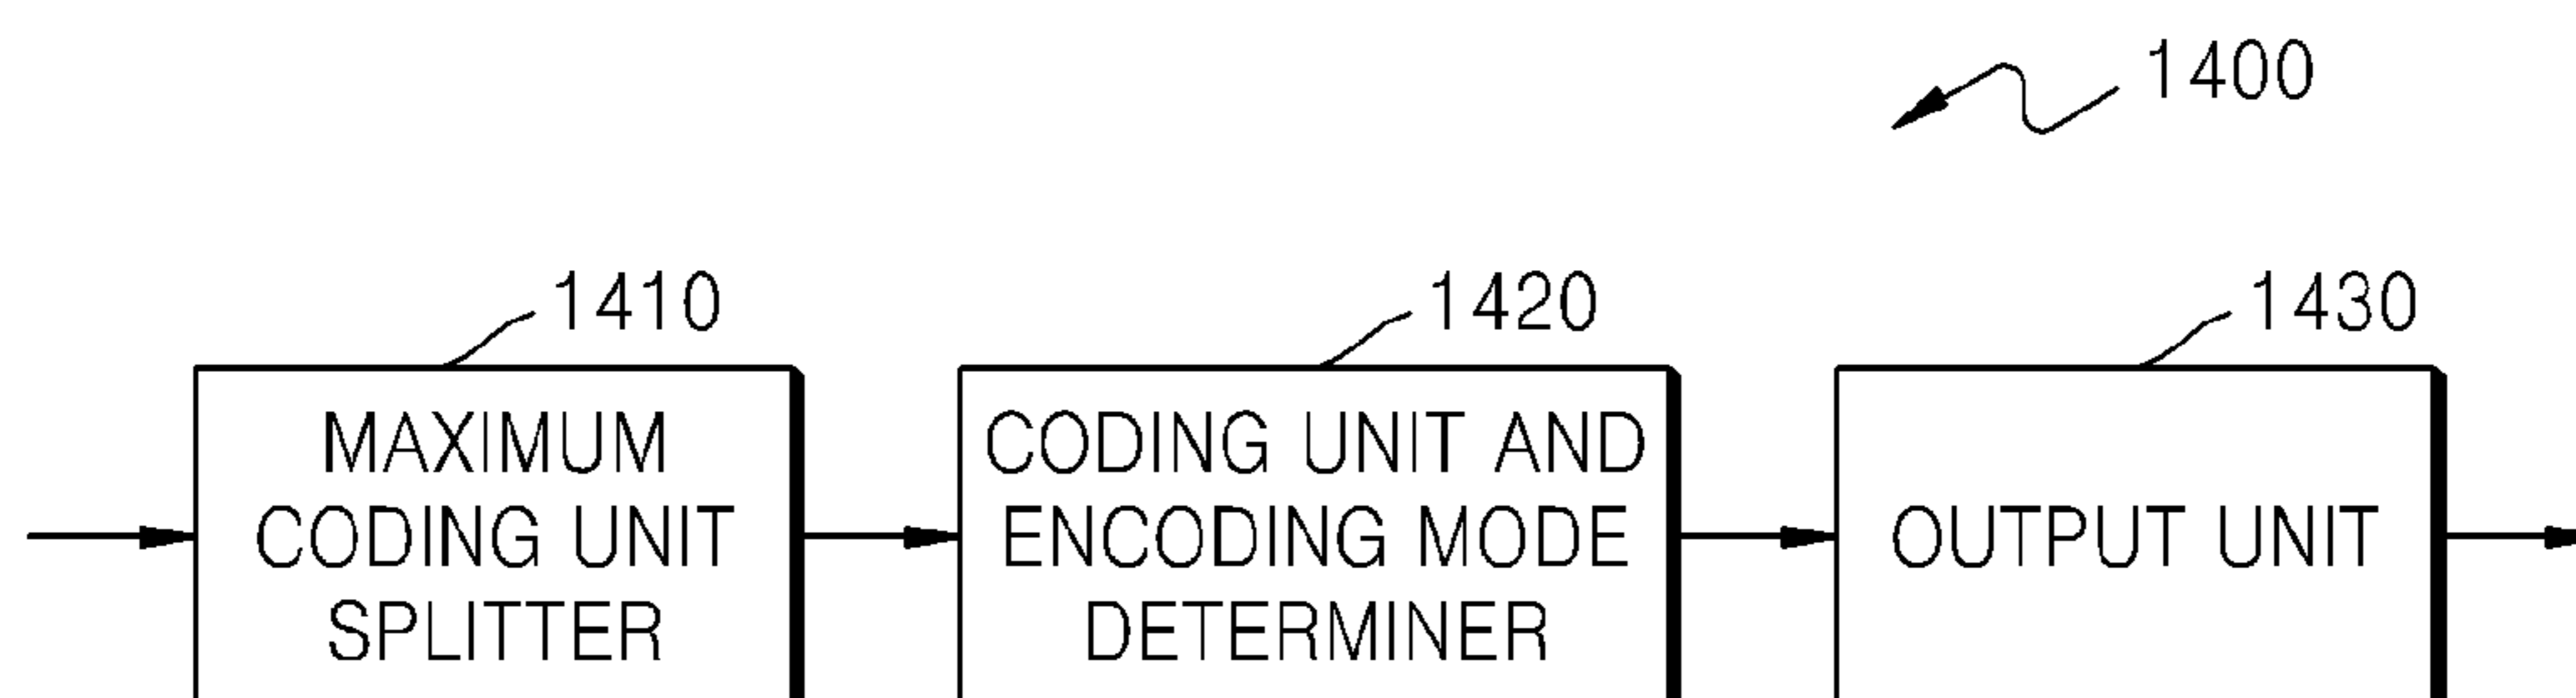 1400
1410
1420
1430
MAXIMUM
CODING UNIT
SPLITTER
CODING UNIT AND
ENCODING MODE
DETERMINER
OUTPUT UNIT